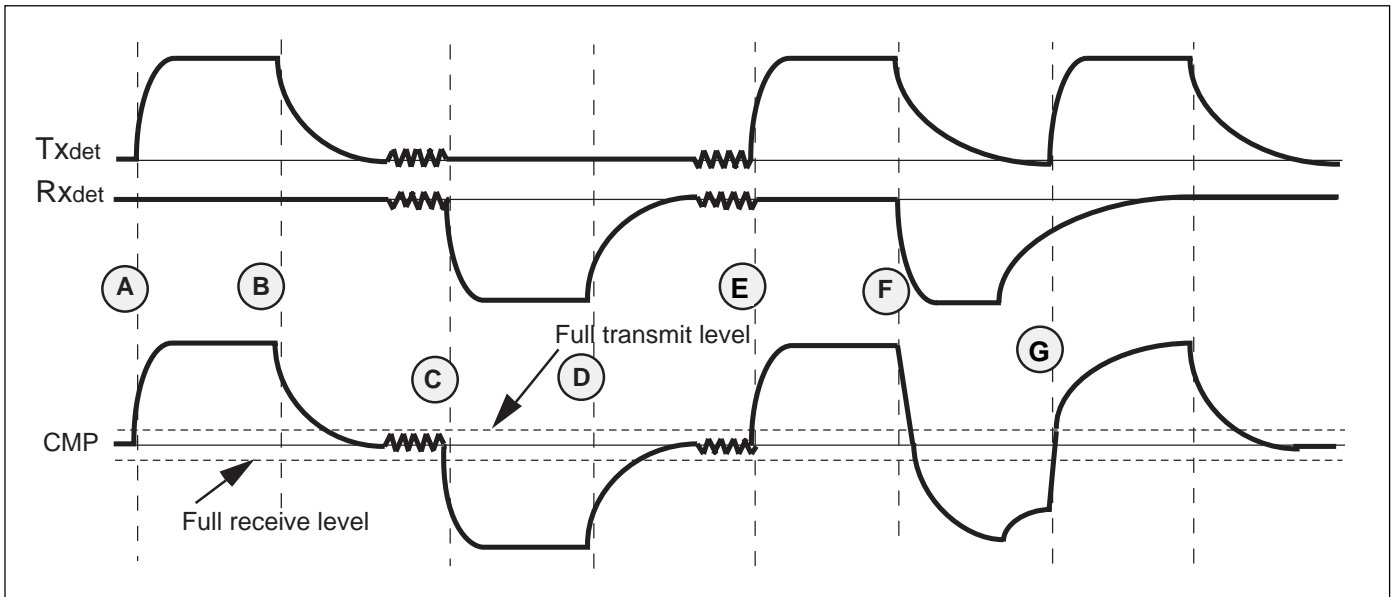 Txdet
Rxdet
A
B
E
F
Full transmit level
G
C
D
CMP
Full receive level